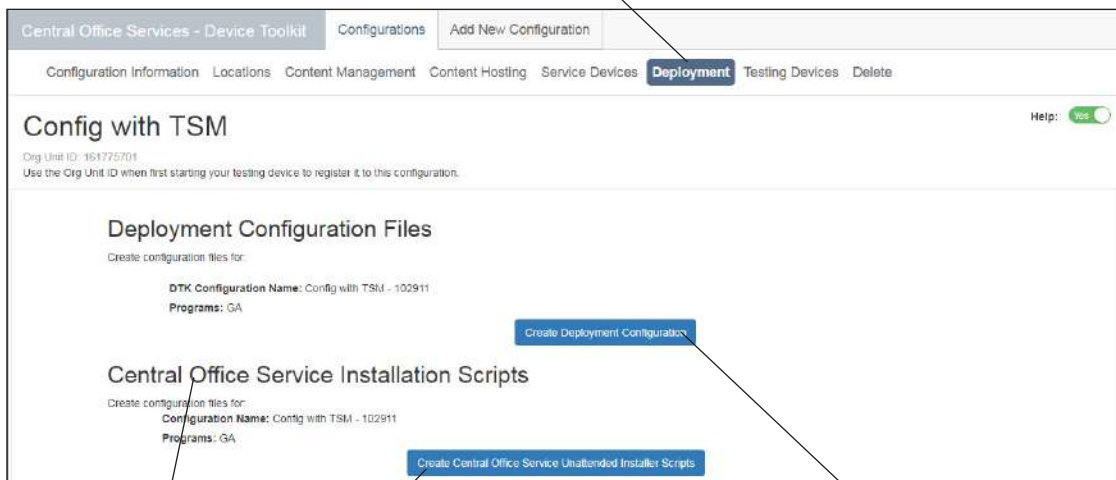 Central Office Services - Device Toolkit Configurations Add New Configuration
Configuration Information Locations Content Management Content Hosting Service Devices Deployment Testing Devices Delete
Config with TSM
Help: Yes
Org Unit ID: 161775701
Use the Org Unit ID when first starting your testing device to register it to this configuration.
Deployment Configuration Files
Create configuration files for:
DTK Configuration Name: Config with TSM - 102911
Programs: GA
Create Deployment Configuration
Central Office Service Installation Scripts
Create configuration files for:
Configuration Name: Config with TSM - 102911
Programs: GA
Create Central Office Service Unattended Installer Scripts